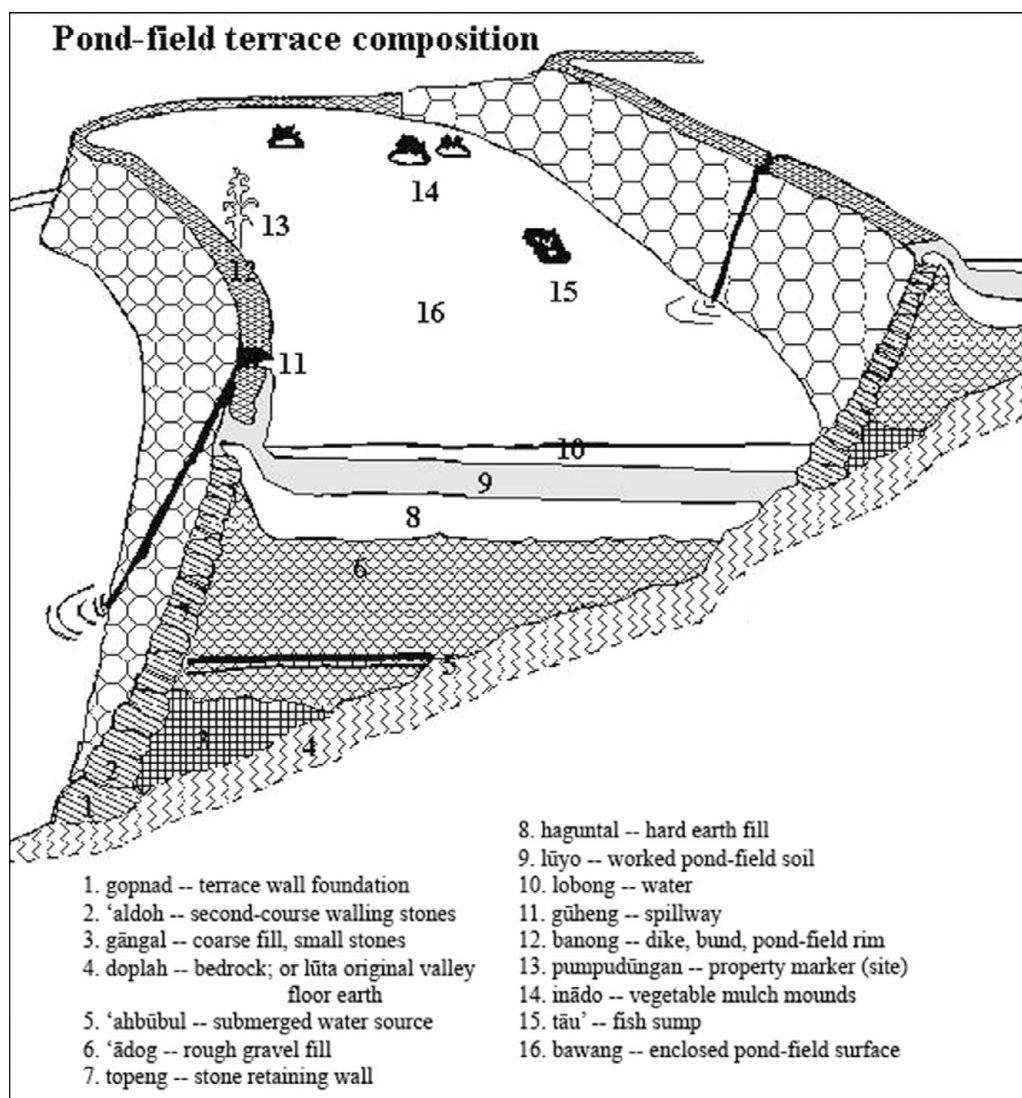 Pond-field terrace composition
14
13
12
15
16
11
10
9
8
6
5
3
4
2
1
1. gopnad -- terrace wall foundation
2. ‘aldoh -- second-course walling stones
3. gāngal -- coarse fill, small stones
4. doplah -- bedrock; or lūta original valley
floor earth
5. ‘ahbūbul -- submerged water source
6. ‘ādog -- rough gravel fill
7. topeng -- stone retaining wall
8. haguntal -- hard earth fill
9. lūyo -- worked pond-field soil
10. lobong -- water
11. gūheng -- spillway
12. banong -- dike, bund, pond-field rim
13. pumpudūngan -- property marker (site)
14. inādo -- vegetable mulch mounds
15. tāu’ -- fish sump
16. bawang -- enclosed pond-field surface